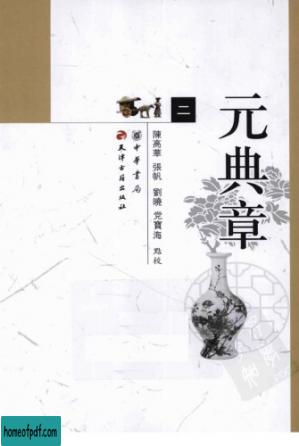 元典章
二
陳高華 張帆 劉曉 党寶海 點校
中華書局
天津古籍出版社
homeofpdf.com